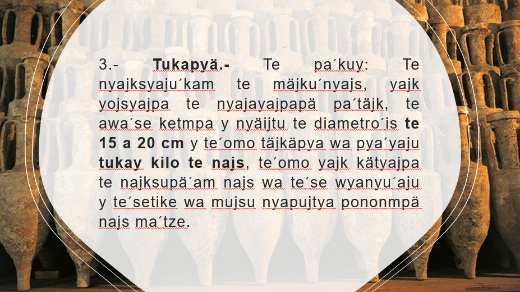 3.- Tukapyä.- Te pa´kuy: Te
nyajksyaju´kam te mäjku´nyajs, yajk
yojsyajpa te nyajayajpapä pa´täjk, te
awa´se ketmpa y nyäijtu te diametro´is te
15 a 20 cm y te´omo täjkäpya wa pya´yaju
tukay kilo te najs, te´omo yajk kätyajpa
te najksupä´am najs wa te´se wyanyu´aju
y te´setike wa mujsu nyapujtya pononmpä
najs ma´tze.